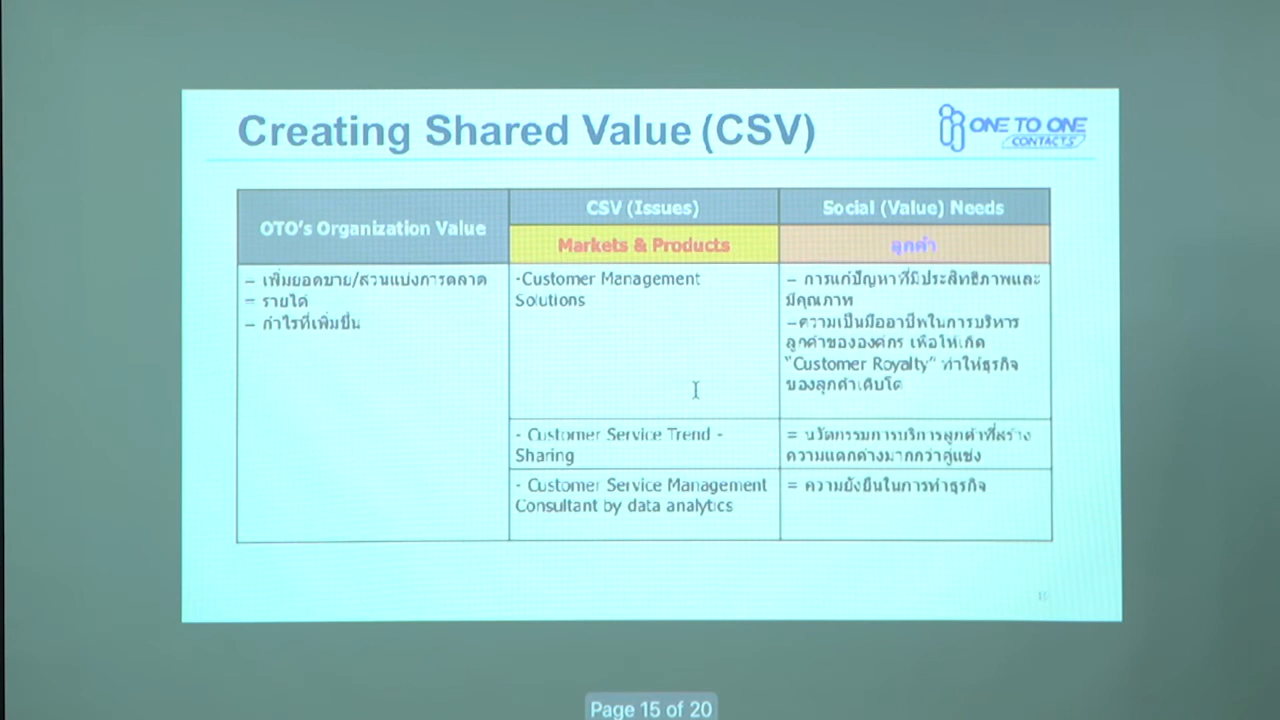 Creating Shared Value (CSV)
ONE TO ONE
CONTACTS
OTO's Organization Value
CSV (Issues)
Social (Value) Needs
Markets & Products
ลูกค้า
– เพิ่มยอดขาย/ส่วนแบ่งการตลาด
– รายได้
– กำไรที่เพิ่มขึ้น
-Customer Management
Solutions
– การแก้ปัญหาที่มีประสิทธิภาพและ
มีคุณภาพ
–ความเป็นมืออาชีพในการบริหาร
ลูกค้าขององค์กร เพื่อให้เกิด
"Customer Royalty" ทำให้ธุรกิจ
ของลูกค้าเติบโต
- Customer Service Trend -
Sharing
= นวัตกรรมการบริการลูกค้าที่สร้าง
ความแตกต่างมากกว่าคู่แข่ง
- Customer Service Management
Consultant by data analytics
= ความยั่งยืนในการทำธุรกิจ
Page 15 of 20